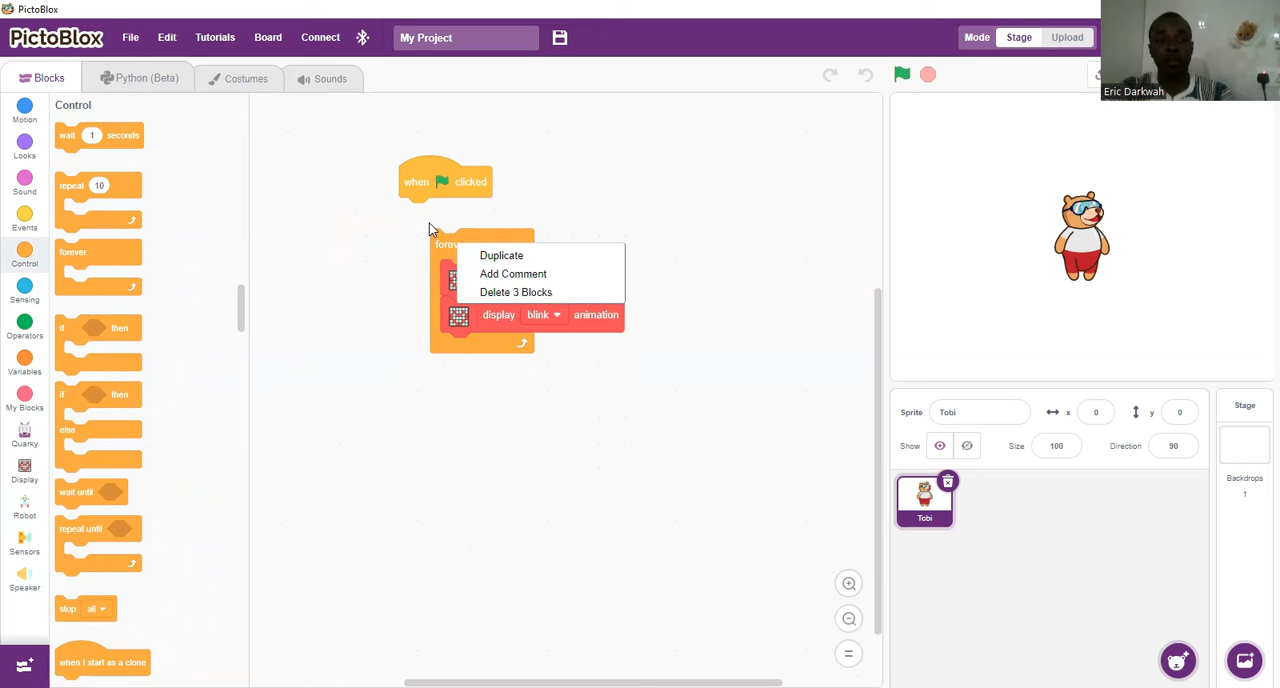 PictoBlox
PictoBlox File Edit Tutorials Board Connect My Project Mode Stage Upload
Eric Darkwah
Blocks Python (Beta) Costumes Sounds
Motion
Looks
Sound
Events
Control
Sensing
Operators
Variables
My Blocks
Quarky
Display
Robot
Sensors
Speaker
Control
wait 1 seconds
repeat 10
forever
if then
if then
else
wait until
repeat until
stop all
when I start as a clone
when clicked
Duplicate
Add Comment
Delete 3 Blocks
display blink animation
Sprite Tobi x 0 y 0
Show Size 100 Direction 90
Tobi
Stage
Backdrops
1